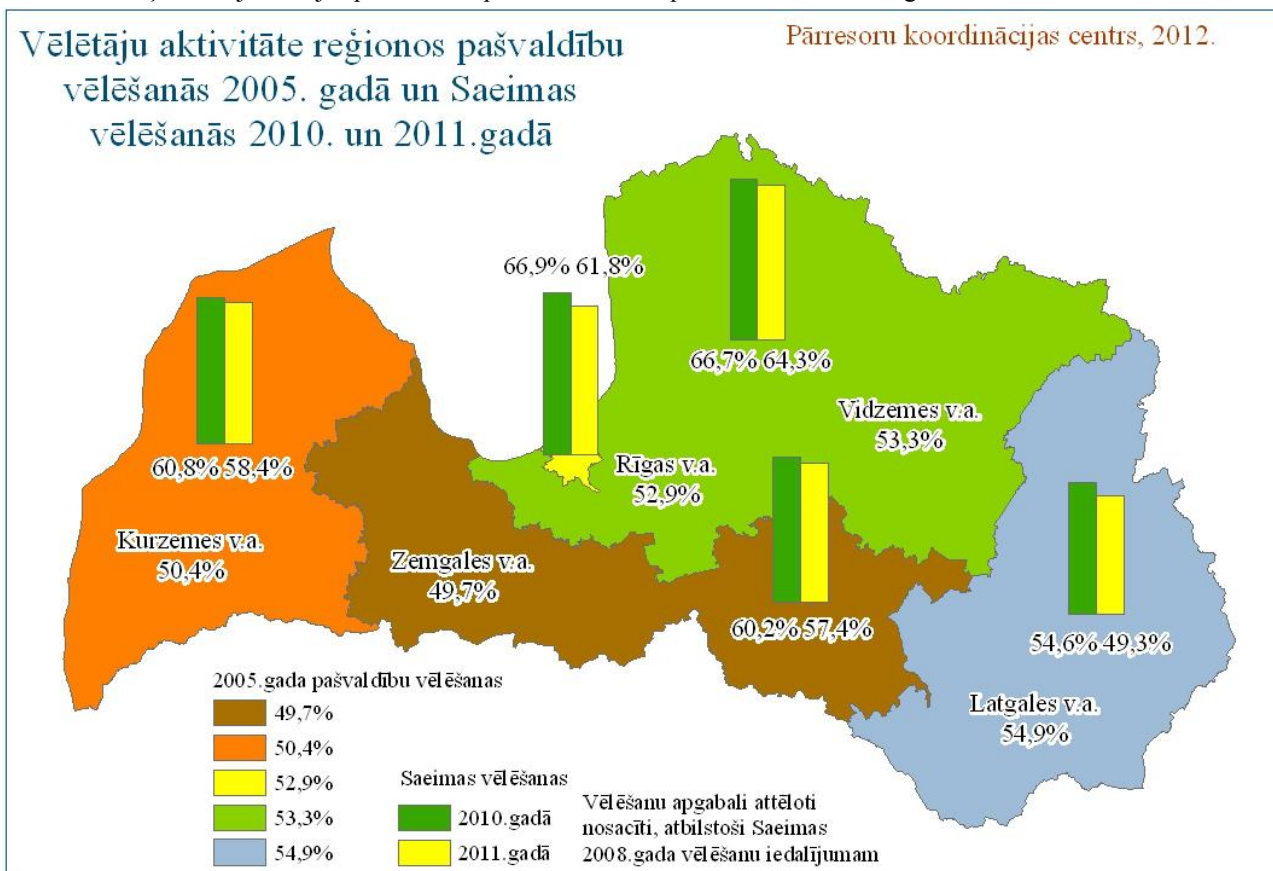 Vēlētāju aktivitāte reģionos pašvaldību
vēlēšanās 2005. gadā un Saeimas
vēlēšanās 2010. un 2011.gadā
Pārresoru koordinācijas centrs, 2012.
66,9% 61,8%
66,7% 64,3%
Vidzemes v.a.
53,3%
60,8% 58,4%
Rīgas v.a.
52,9%
Kurzemes v.a.
50,4%
Zemgales v.a.
49,7%
60,2% 57,4%
54,6% 49,3%
Latgales v.a.
54,9%
2005.gada pašvaldību vēlēšanas
49,7%
50,4%
52,9%
53,3%
54,9%
Saeimas vēlēšanas
2010.gadā
2011.gadā
Vēlēšanu apgabali attēloti
nosacīti, atbilstoši Saeimas
2008.gada vēlēšanu iedalījumam